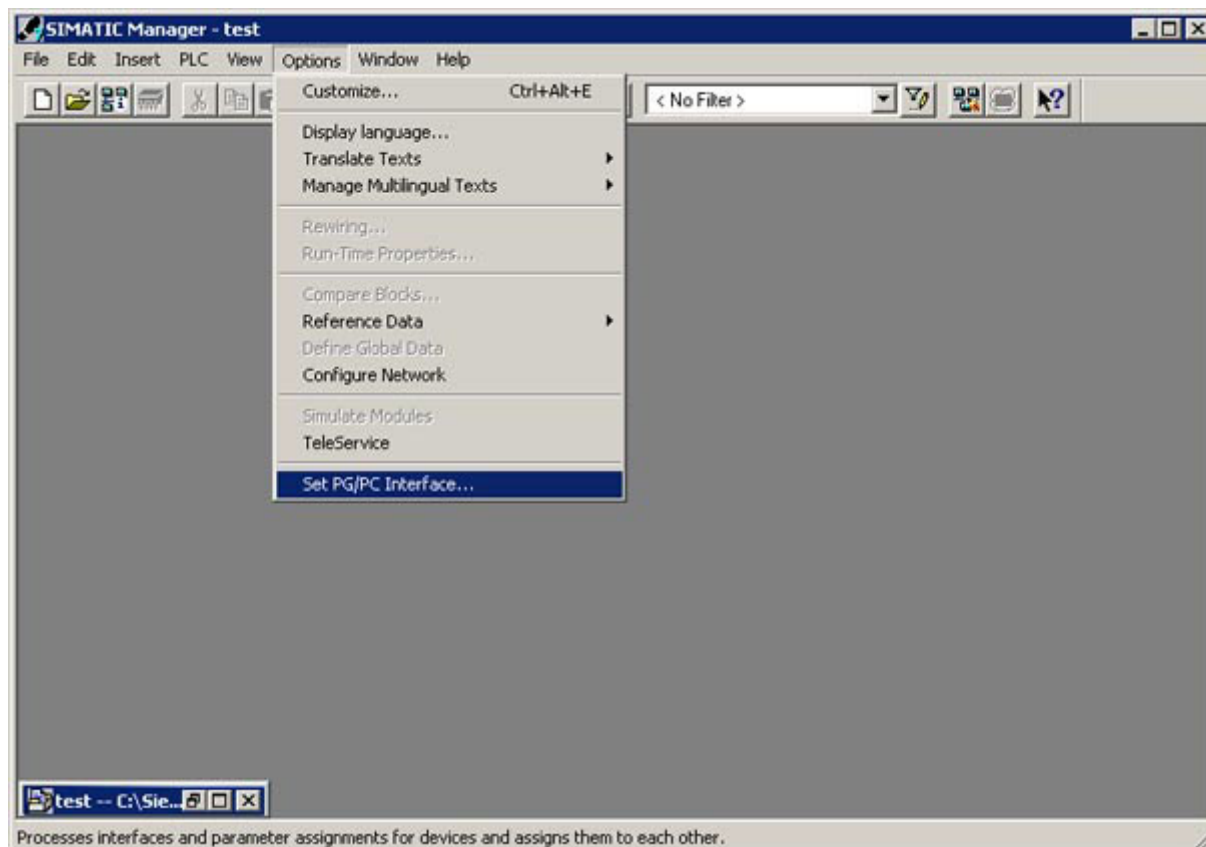 SIMATIC Manager - test
File Edit Insert PLC View Options Window Help
< No Filter >
Customize... Ctrl+Alt+E
Display language...
Translate Texts
Manage Multilingual Texts
Rewiring...
Run-Time Properties...
Compare Blocks...
Reference Data
Define Global Data
Configure Network
Simulate Modules
TeleService
Set PG/PC Interface...
test -- C:\Sie...
Processes interfaces and parameter assignments for devices and assigns them to each other.